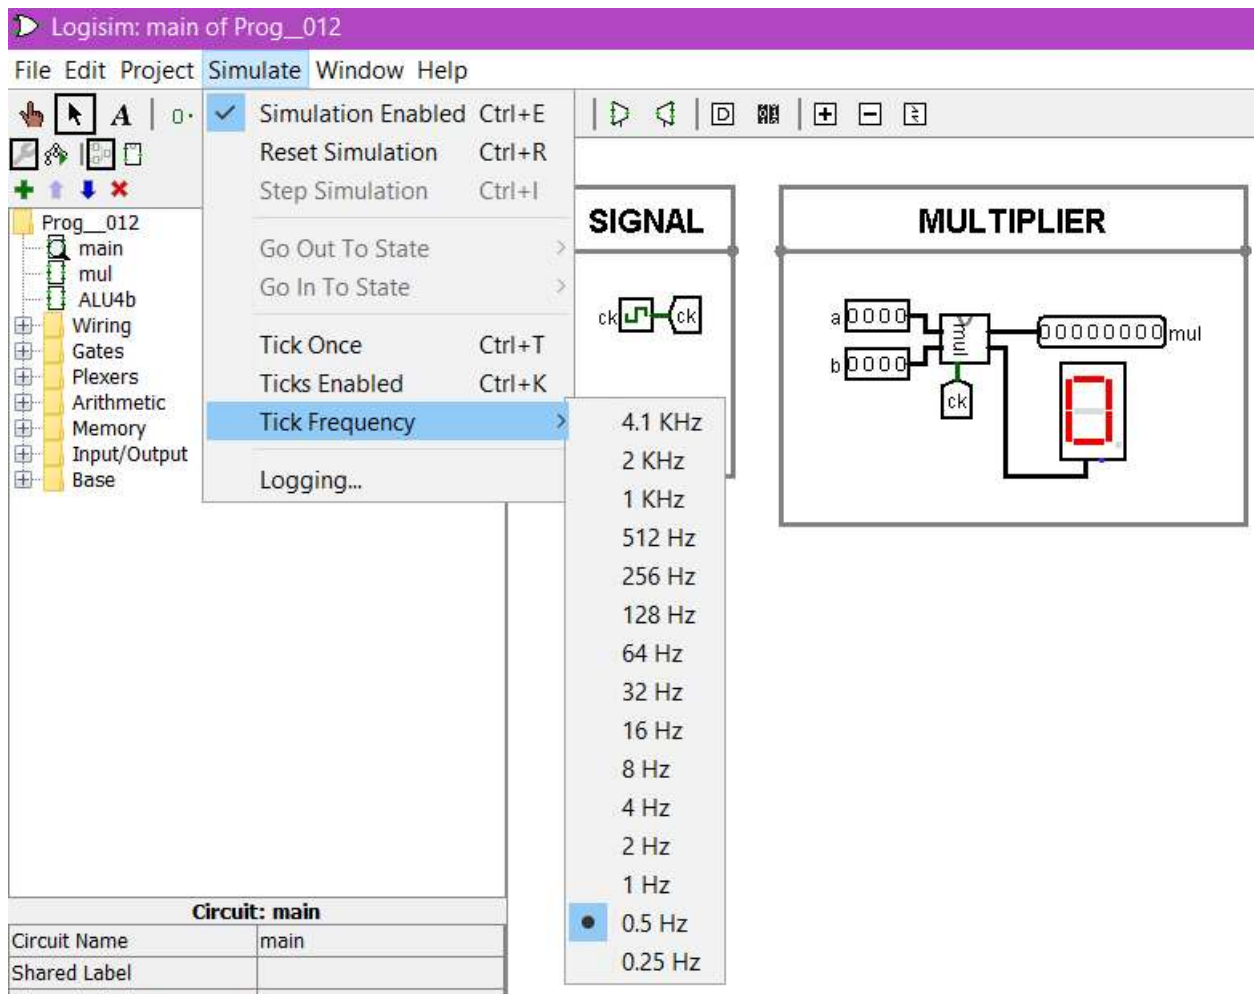 Logisim: main of Prog__012
File Edit Project Simulate Window Help
A
D
Simulation Enabled Ctrl+E
Reset Simulation Ctrl+R
Step Simulation Ctrl+I
Go Out To State
Go In To State
Tick Once Ctrl+T
Ticks Enabled Ctrl+K
Tick Frequency
Logging...
4.1 KHz
2 KHz
1 KHz
512 Hz
256 Hz
128 Hz
64 Hz
32 Hz
16 Hz
8 Hz
4 Hz
2 Hz
1 Hz
0.5 Hz
0.25 Hz
Prog__012
main
mul
ALU4b
Wiring
Gates
Plexers
Arithmetic
Memory
Input/Output
Base
SIGNAL
ck ck
MULTIPLIER
a 0000
b 0000
mul
ck
00000000 mul
0
Circuit: main
Circuit Name main
Shared Label